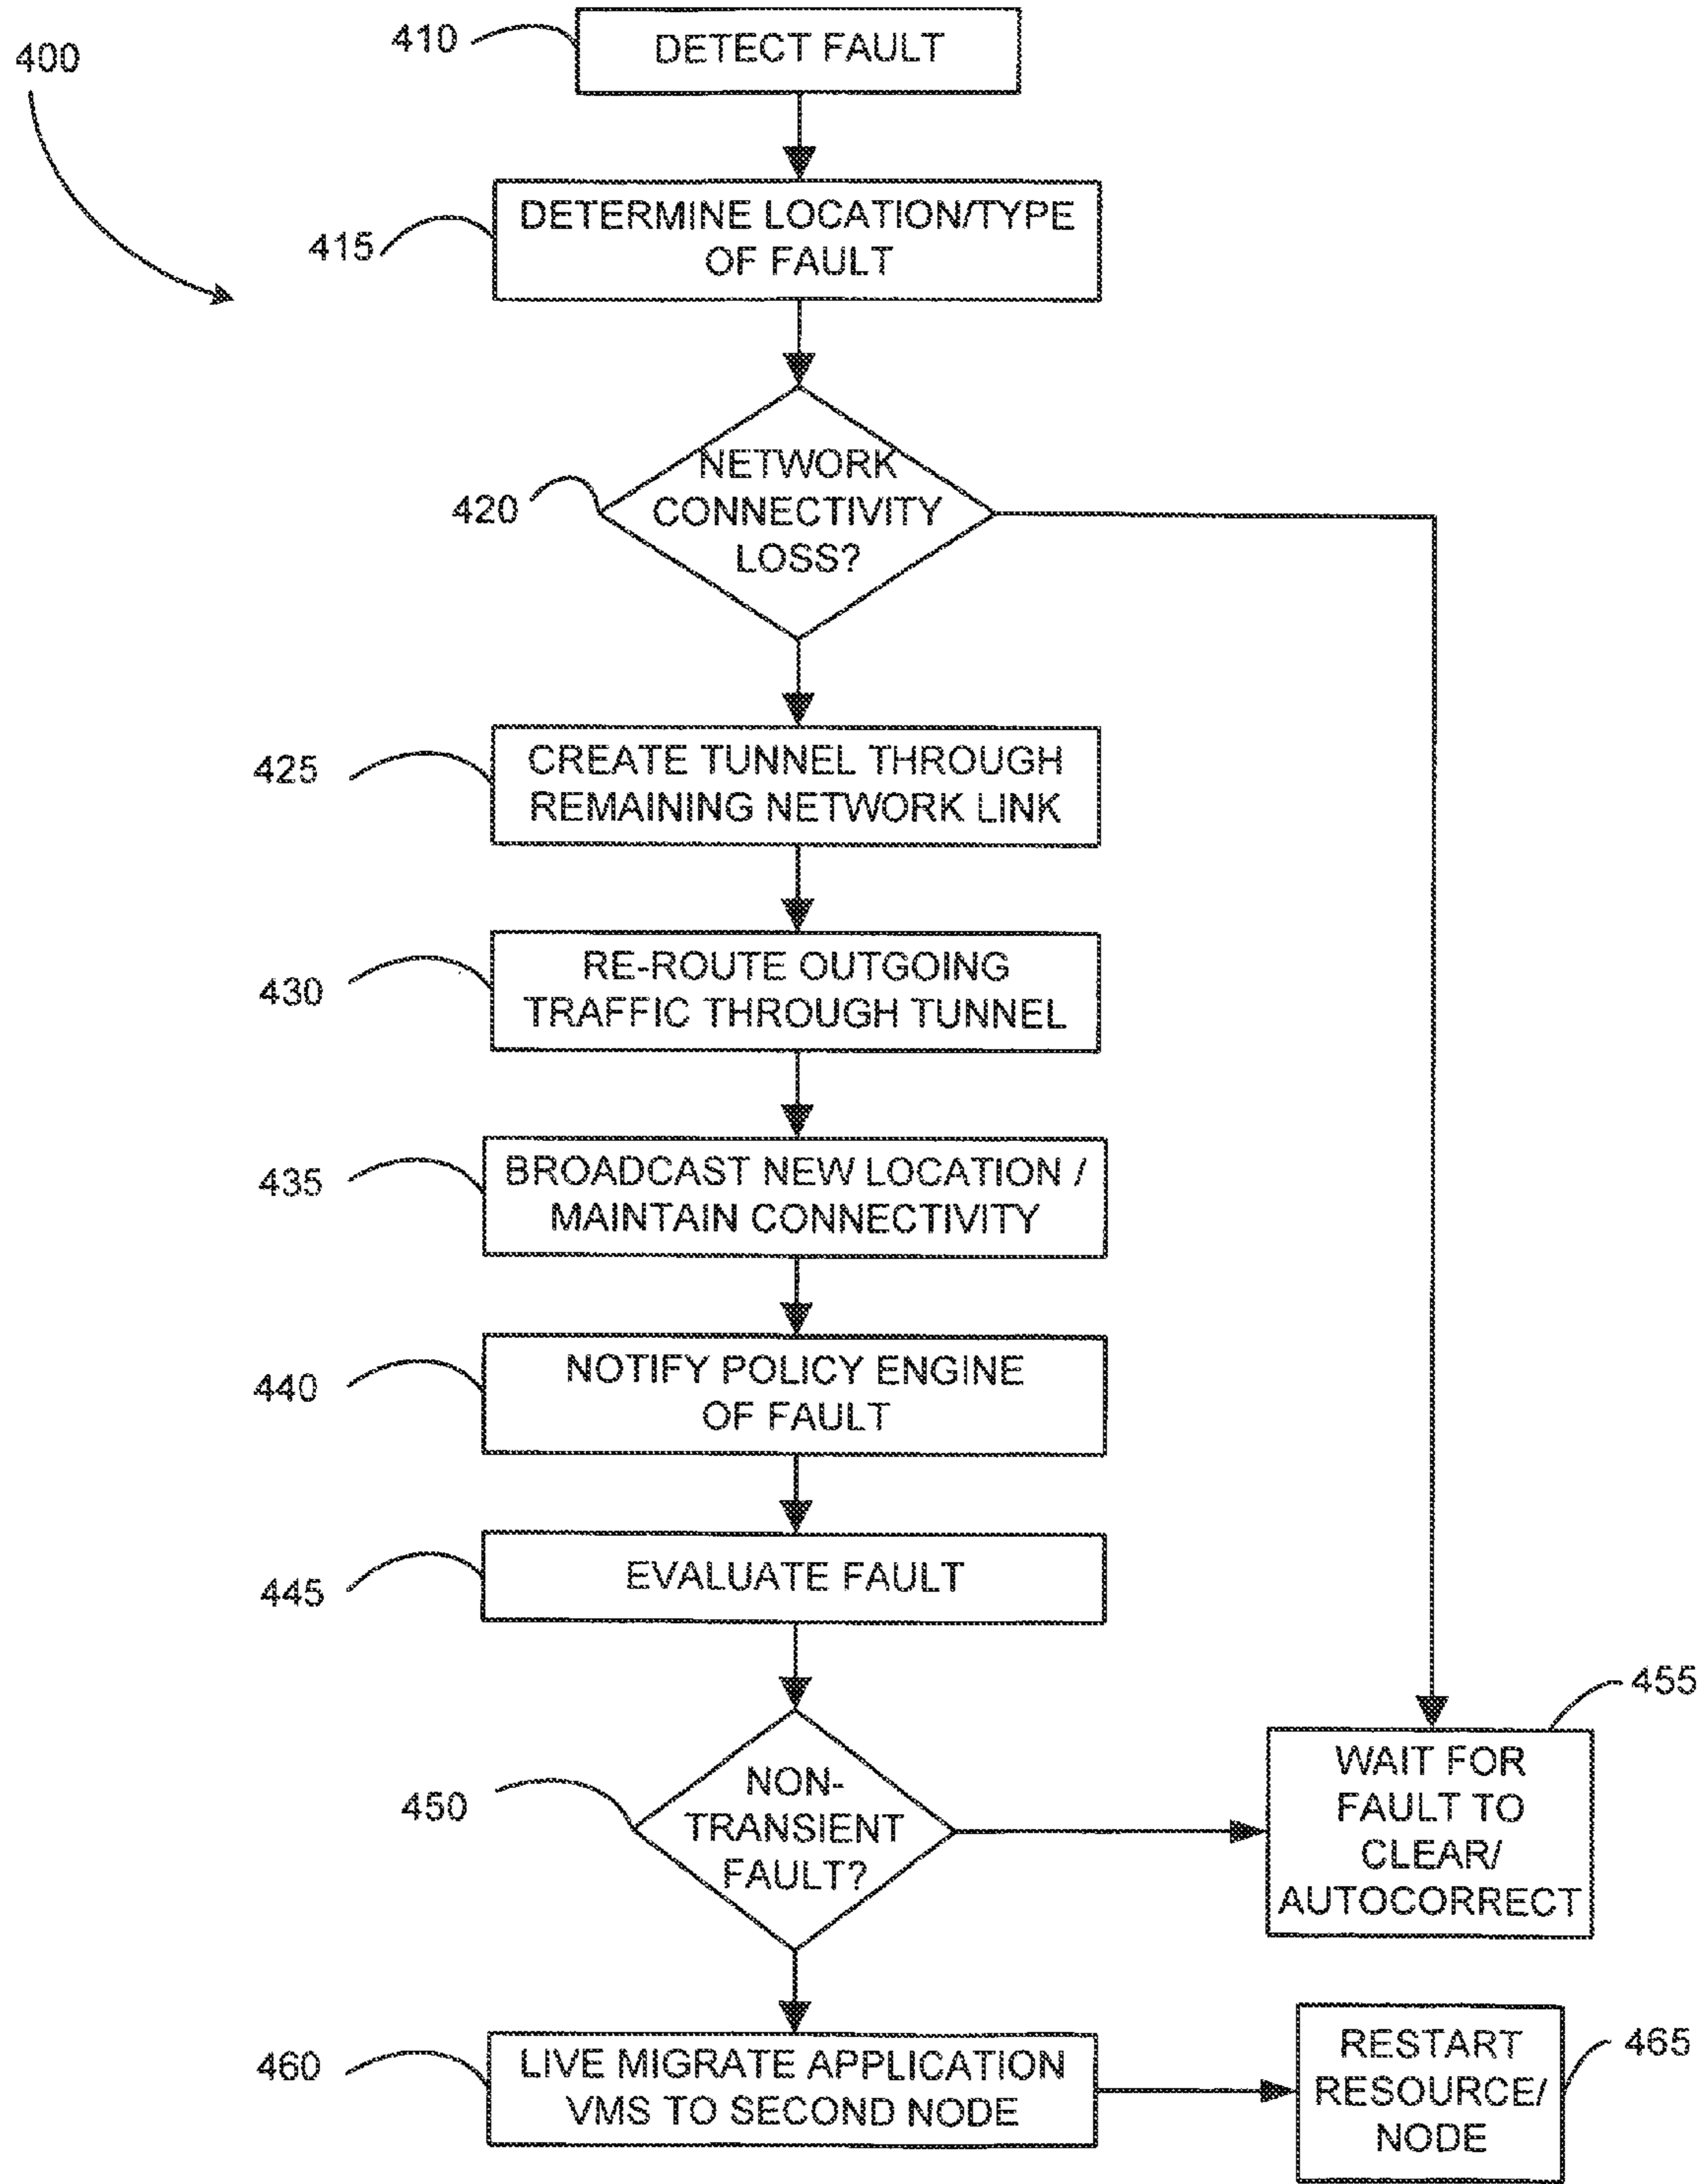 400
410
DETECT FAULT
415
DETERMINE LOCATION/TYPE
OF FAULT
420
NETWORK
CONNECTIVITY
LOSS?
425
CREATE TUNNEL THROUGH
REMAINING NETWORK LINK
430
RE-ROUTE OUTGOING
TRAFFIC THROUGH TUNNEL
435
BROADCAST NEW LOCATION /
MAINTAIN CONNECTIVITY
440
NOTIFY POLICY ENGINE
OF FAULT
445
EVALUATE FAULT
450
NON-
TRANSIENT
FAULT?
455
WAIT FOR
FAULT TO
CLEAR/
AUTOCORRECT
460
LIVE MIGRATE APPLICATION
VMS TO SECOND NODE
465
RESTART
RESOURCE/
NODE